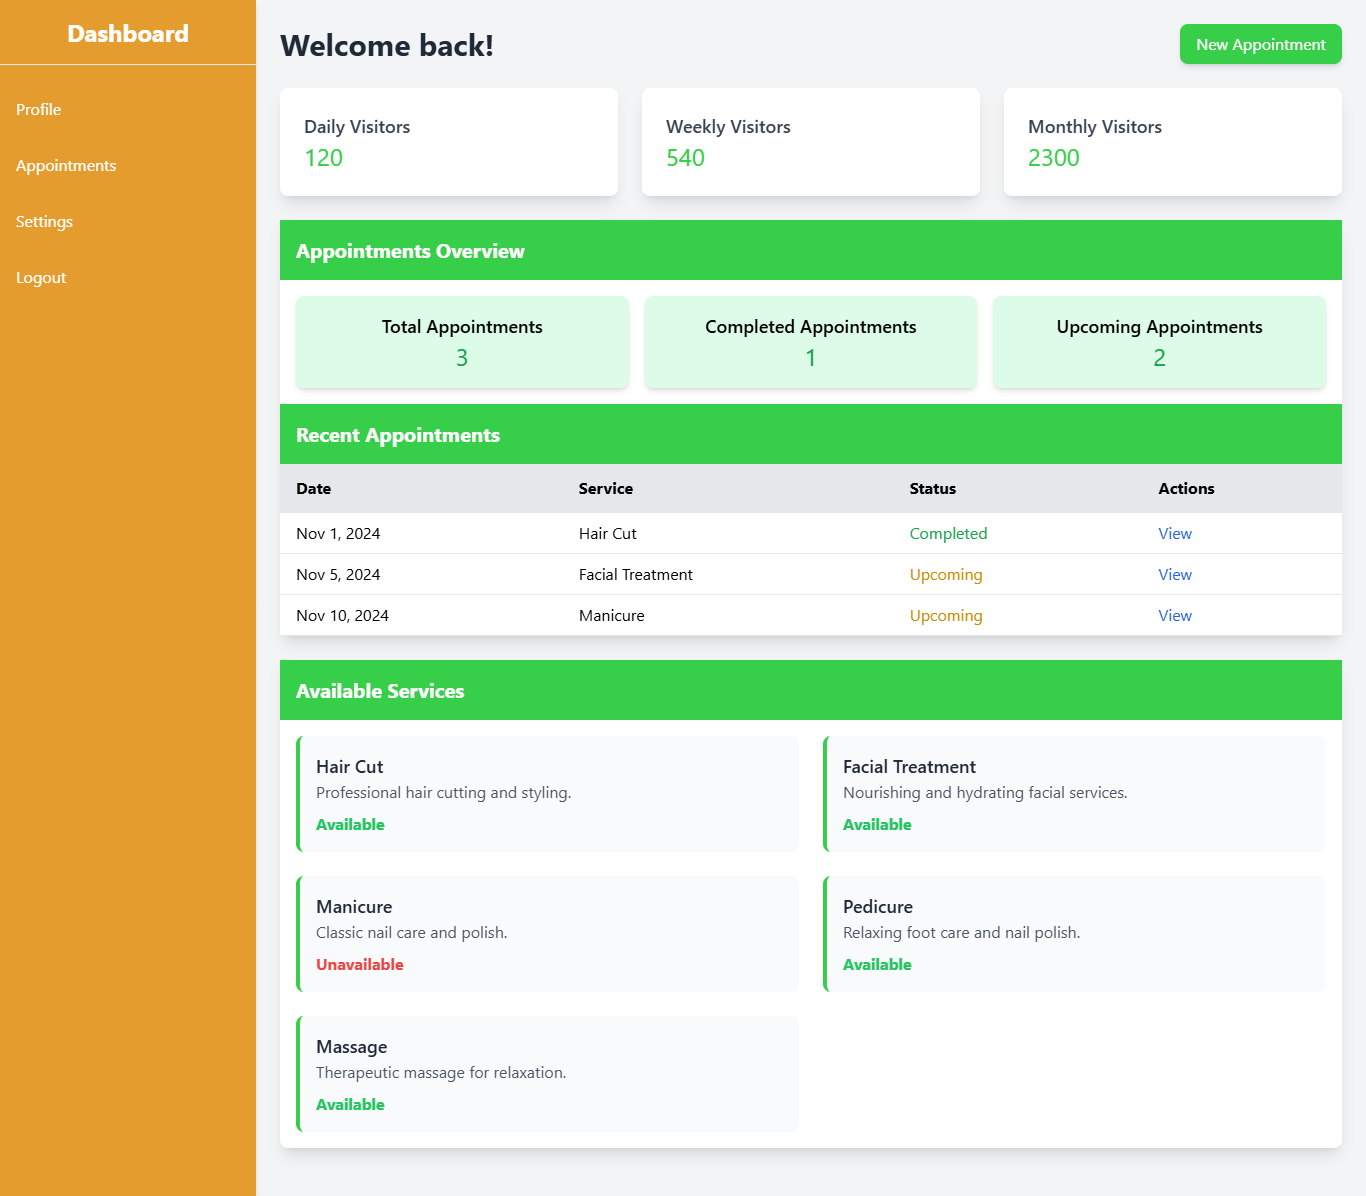 Dashboard
Profile
Appointments
Settings
Logout
Welcome back!
New Appointment
Daily Visitors
120
Weekly Visitors
540
Monthly Visitors
2300
Appointments Overview
Total Appointments
3
Completed Appointments
1
Upcoming Appointments
2
Recent Appointments
Date Service Status Actions
Nov 1, 2024 Hair Cut Completed View
Nov 5, 2024 Facial Treatment Upcoming View
Nov 10, 2024 Manicure Upcoming View
Available Services
Hair Cut
Professional hair cutting and styling.
Available
Facial Treatment
Nourishing and hydrating facial services.
Available
Manicure
Classic nail care and polish.
Unavailable
Pedicure
Relaxing foot care and nail polish.
Available
Massage
Therapeutic massage for relaxation.
Available